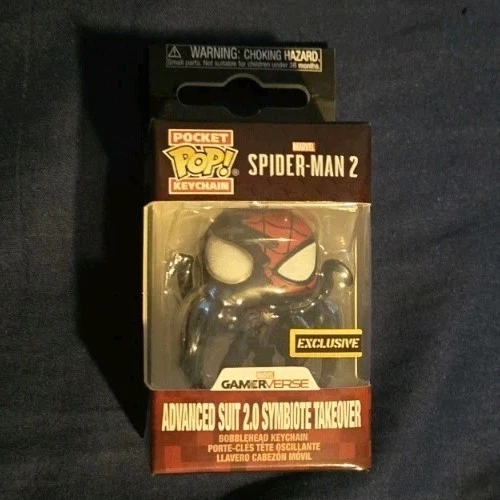 WARNING: CHOKING HAZARD.
Small parts. Not suitable for children under 36 months.
POCKET
POP!®
KEYCHAIN
MARVEL
SPIDER-MAN 2
EXCLUSIVE
MARVEL
GAMERVERSE
ADVANCED SUIT 2.0 SYMBIOTE TAKEOVER
BOBBLEHEAD KEYCHAIN
PORTE-CLÉS TÊTE OSCILLANTE
LLAVERO CABEZÓN MÓVIL